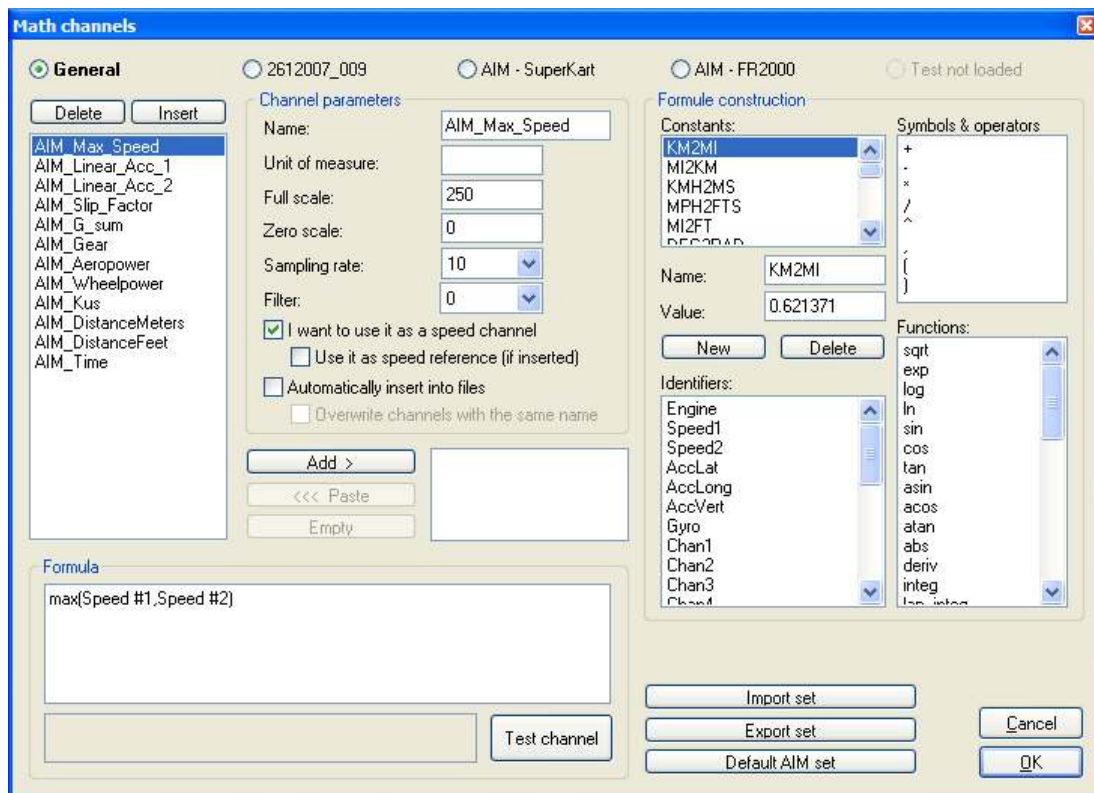 Math channels
General
2612007_009
AIM - SuperKart
AIM - FR2000
Test not loaded
Delete
Insert
AIM_Max_Speed
AIM_Linear_Acc_1
AIM_Linear_Acc_2
AIM_Slip_Factor
AIM_G_sum
AIM_Gear
AIM_Aeropower
AIM_Wheelpower
AIM_Kus
AIM_DistanceMeters
AIM_DistanceFeet
AIM_Time
Channel parameters
Name: AIM_Max_Speed
Unit of measure:
Full scale: 250
Zero scale: 0
Sampling rate: 10
Filter: 0
I want to use it as a speed channel
Use it as speed reference (if inserted)
Automatically insert into files
Overwrite channels with the same name
Add >
<<< Paste
Empty
Formula
max(Speed #1,Speed #2)
Test channel
Formule construction
Constants:
KM2MI
MI2KM
KMH2MS
MPH2FTS
MI2FT
DEG2RAD
Name: KM2MI
Value: 0.621371
New
Delete
Identifiers:
Engine
Speed1
Speed2
AccLat
AccLong
AccVert
Gyro
Chan1
Chan2
Chan3
Chan4
Symbols & operators
+
-
*
/
^
,
(
)
Functions:
sqrt
exp
log
ln
sin
cos
tan
asin
acos
atan
abs
deriv
integ
lap_integ
Import set
Export set
Default AIM set
Cancel
OK